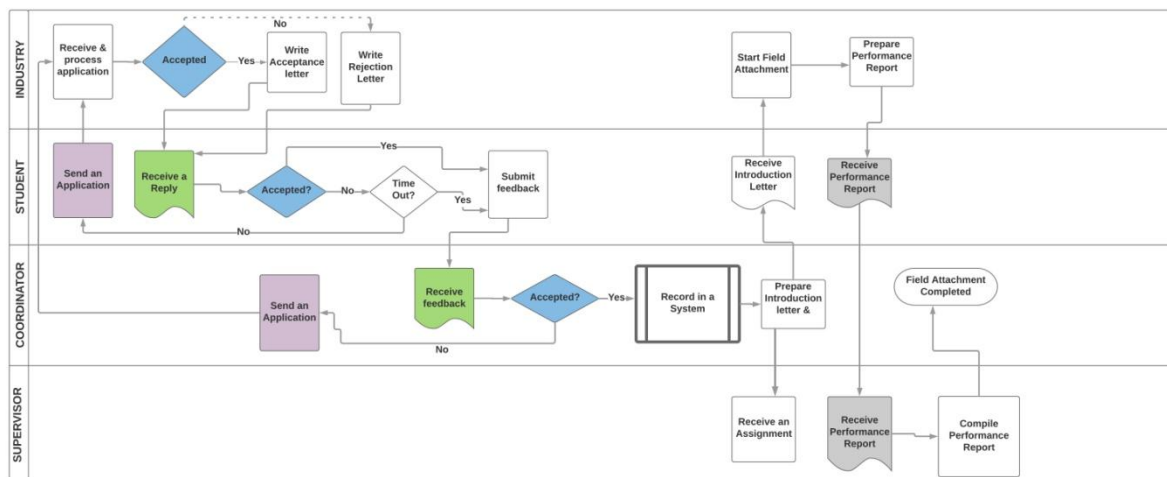 INDUSTRY
Receive &
process
application
Accepted
Yes
No
Write
Acceptance
letter
Write
Rejection
Letter
Start Field
Attachment
Prepare
Performance
Report
STUDENT
Send an
Application
Receive a
Reply
Accepted?
Yes
No
Time
Out?
Yes
No
Submit
feedback
Receive
Introduction
Letter
Receive
Performance
Report
COORDINATOR
Send an
Application
Receive
feedback
Accepted?
Yes
No
Record in a
System
Prepare
Introduction
letter &
Field Attachment
Completed
SUPERVISOR
Receive an
Assignment
Receive
Performance
Report
Compile
Performance
Report